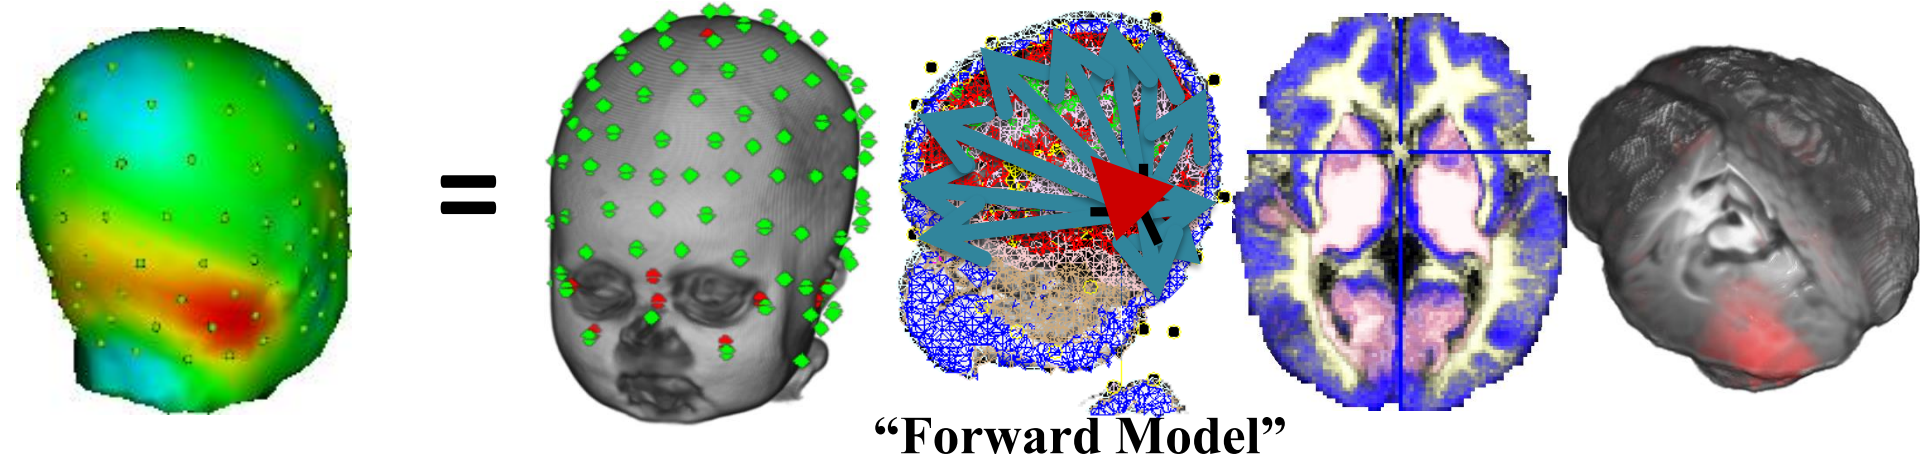 =
“Forward Model”